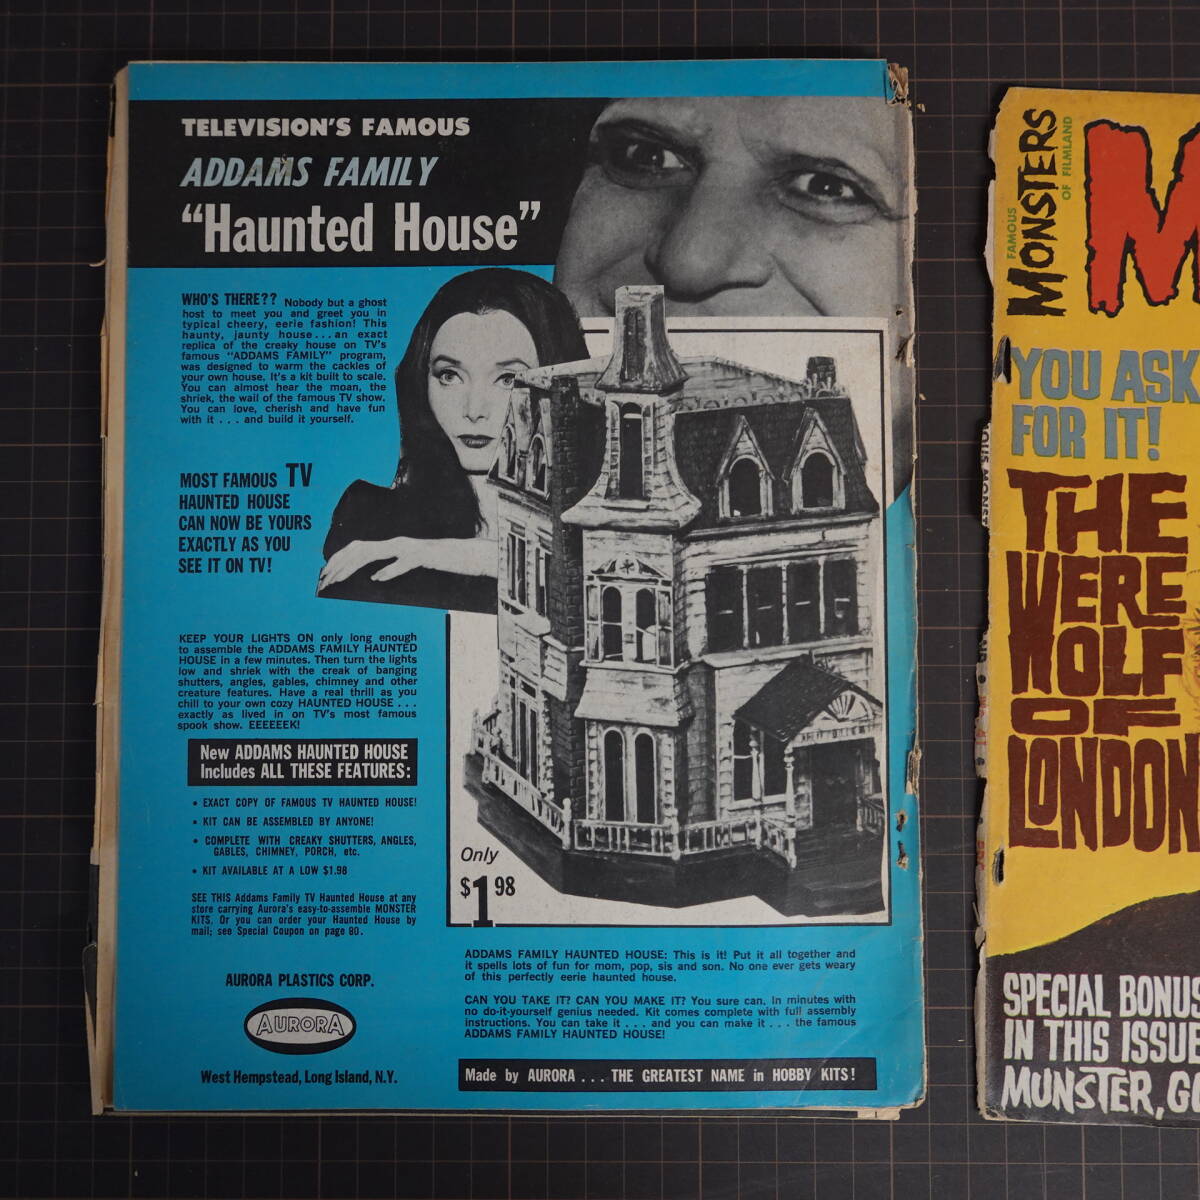 TELEVISION'S FAMOUS
ADDAMS FAMILY
"Haunted House"
WHO'S THERE?? Nobody but a ghost
host to meet you and greet you in
typical cheery, eerie fashion! This
haunty, jaunty house...an exact
replica of the creaky house on TV's
famous "ADDAMS FAMILY" program,
was designed to warm the cackles of
your own house. It's a kit built to scale.
You can almost hear the moan, the
shriek, the wail of the famous TV show.
You can love, cherish and have fun
with it . . . and build it yourself.
MOST FAMOUS TV
HAUNTED HOUSE
CAN NOW BE YOURS
EXACTLY AS YOU
SEE IT ON TV!
KEEP YOUR LIGHTS ON only long enough
to assemble the ADDAMS FAMILY HAUNTED
HOUSE in a few minutes. Then turn the lights
low and shriek with the creak of banging
shutters, angles, gables, chimney and other
creature features. Have a real thrill as you
chill to your own cozy HAUNTED HOUSE . . .
exactly as lived in on TV's most famous
spook show. EEEEEEK!
New ADDAMS HAUNTED HOUSE
Includes ALL THESE FEATURES:
• EXACT COPY OF FAMOUS TV HAUNTED HOUSE!
• KIT CAN BE ASSEMBLED BY ANYONE!
• COMPLETE WITH CREAKY SHUTTERS, ANGLES,
GABLES, CHIMNEY, PORCH, etc.
• KIT AVAILABLE AT A LOW $1.98
SEE THIS Addams Family TV Haunted House at any
store carrying Aurora's easy-to-assemble MONSTER
KITS. Or you can order your Haunted House by
mail; see Special Coupon on page 80.
AURORA PLASTICS CORP.
AURORA
West Hempstead, Long Island, N.Y.
Only
$1 98
ADDAMS FAMILY HAUNTED HOUSE: This is it! Put it all together and
it spells lots of fun for mom, pop, sis and son. No one ever gets weary
of this perfectly eerie haunted house.
CAN YOU TAKE IT? CAN YOU MAKE IT? You sure can. In minutes with
no do-it-yourself genius needed. Kit comes complete with full assembly
instructions. You can take it . . . and you can make it . . . the famous
ADDAMS FAMILY HAUNTED HOUSE!
Made by AURORA . . . THE GREATEST NAME in HOBBY KITS!
FAMOUS
MONSTERS
OF FILMLAND
M
YOU ASK
FOR IT!
THE
WERE
WOLF
OF
LONDON
SPECIAL BONUS
IN THIS ISSUE
MUNSTER, GO